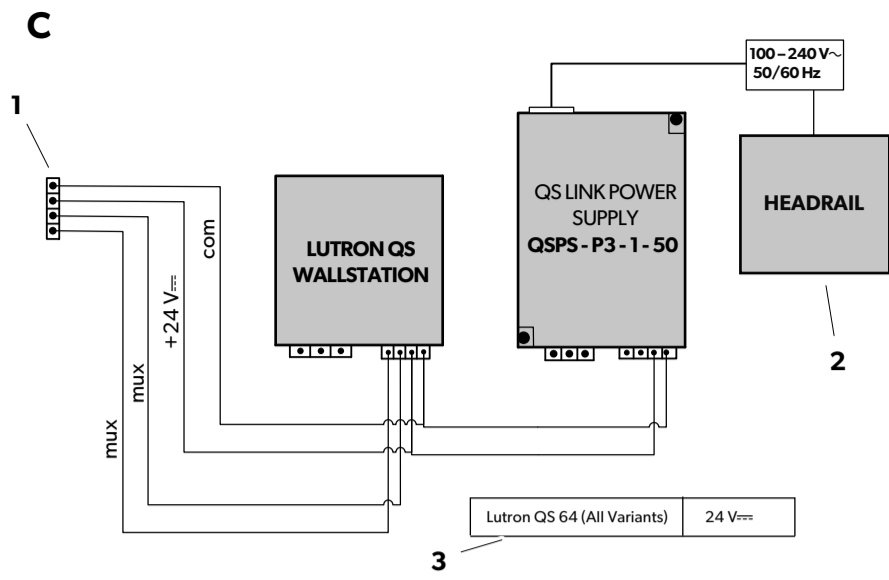 C
1
100–240 V~
50/60 Hz
QS LINK POWER
SUPPLY
QSPS - P3 - 1 - 50
HEADRAIL
LUTRON QS
WALLSTATION
com
+24 V⎓
mux
mux
2
Lutron QS 64 (All Variants) 24 V⎓
3